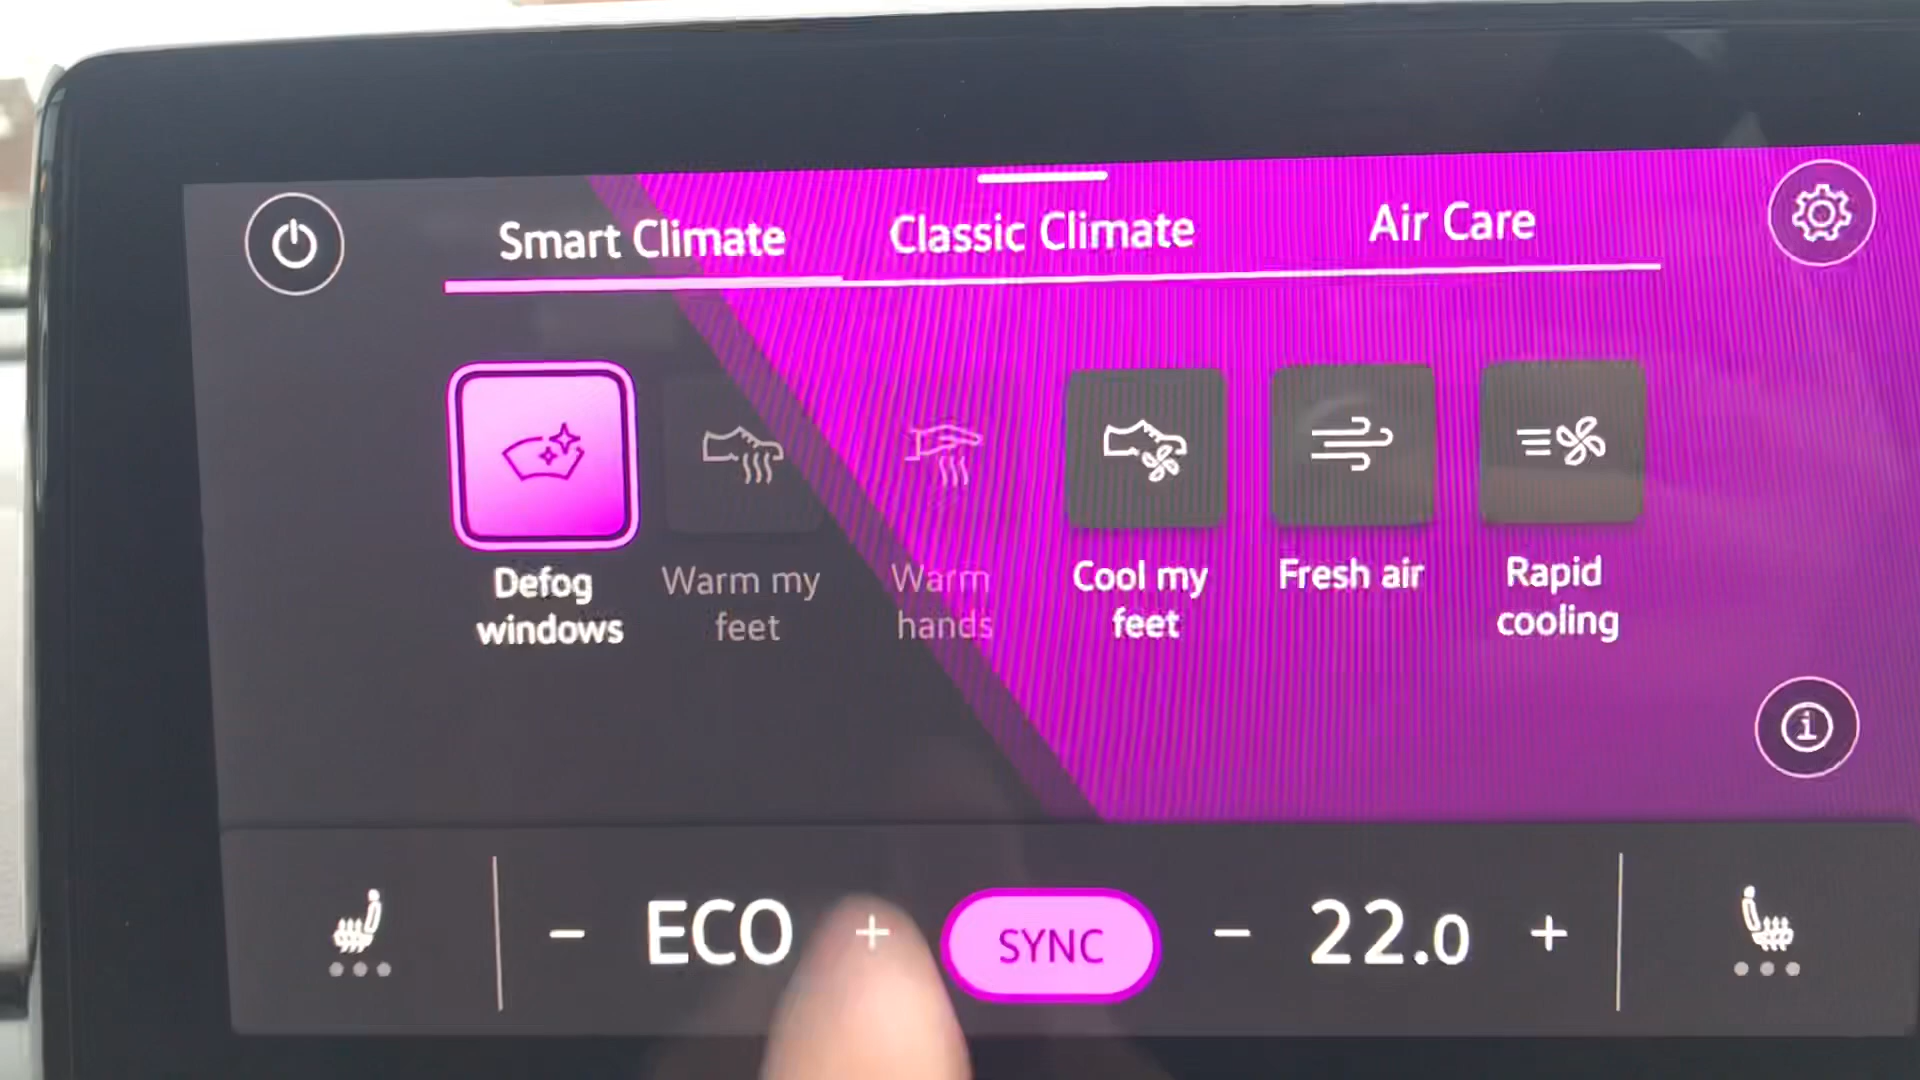 Smart Climate
Classic Climate
Air Care
Defog
windows
Warm my
feet
Warm
hands
Cool my
feet
Fresh air
Rapid
cooling
i
− ECO +
SYNC
− 22.0 +